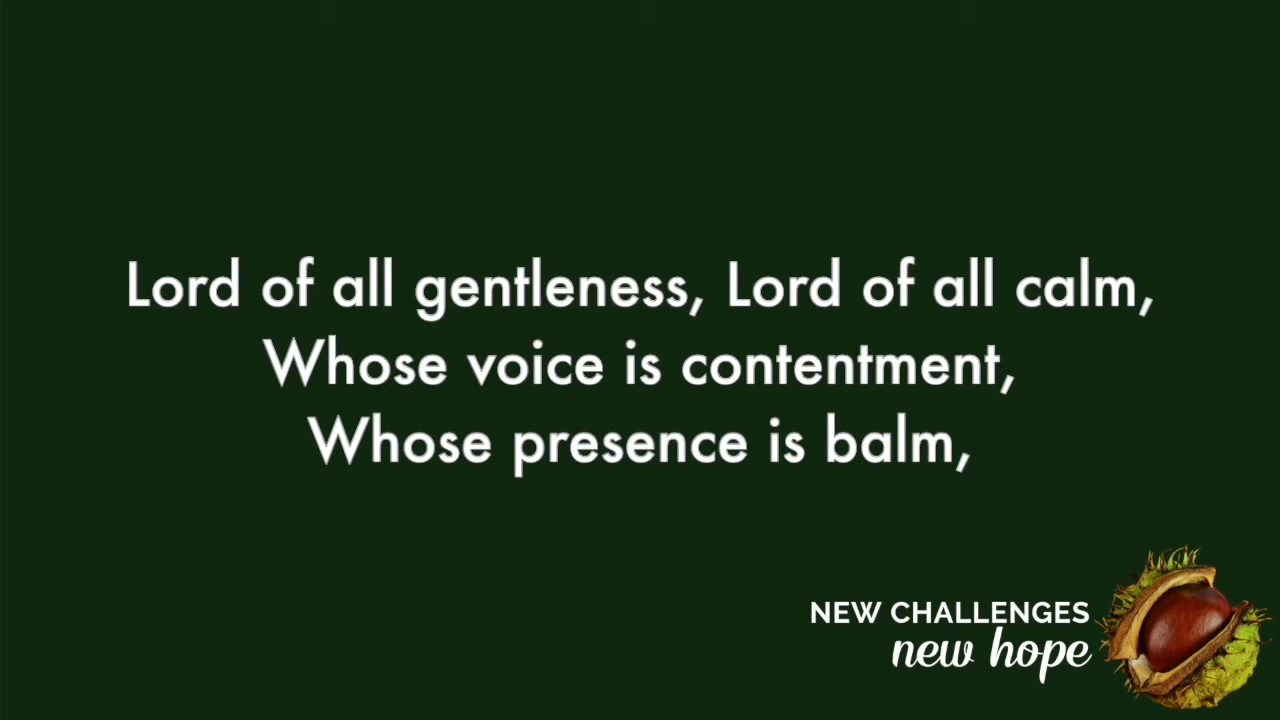 Lord of all gentleness, Lord of all calm,
Whose voice is contentment,
Whose presence is balm,
NEW CHALLENGES
new hope